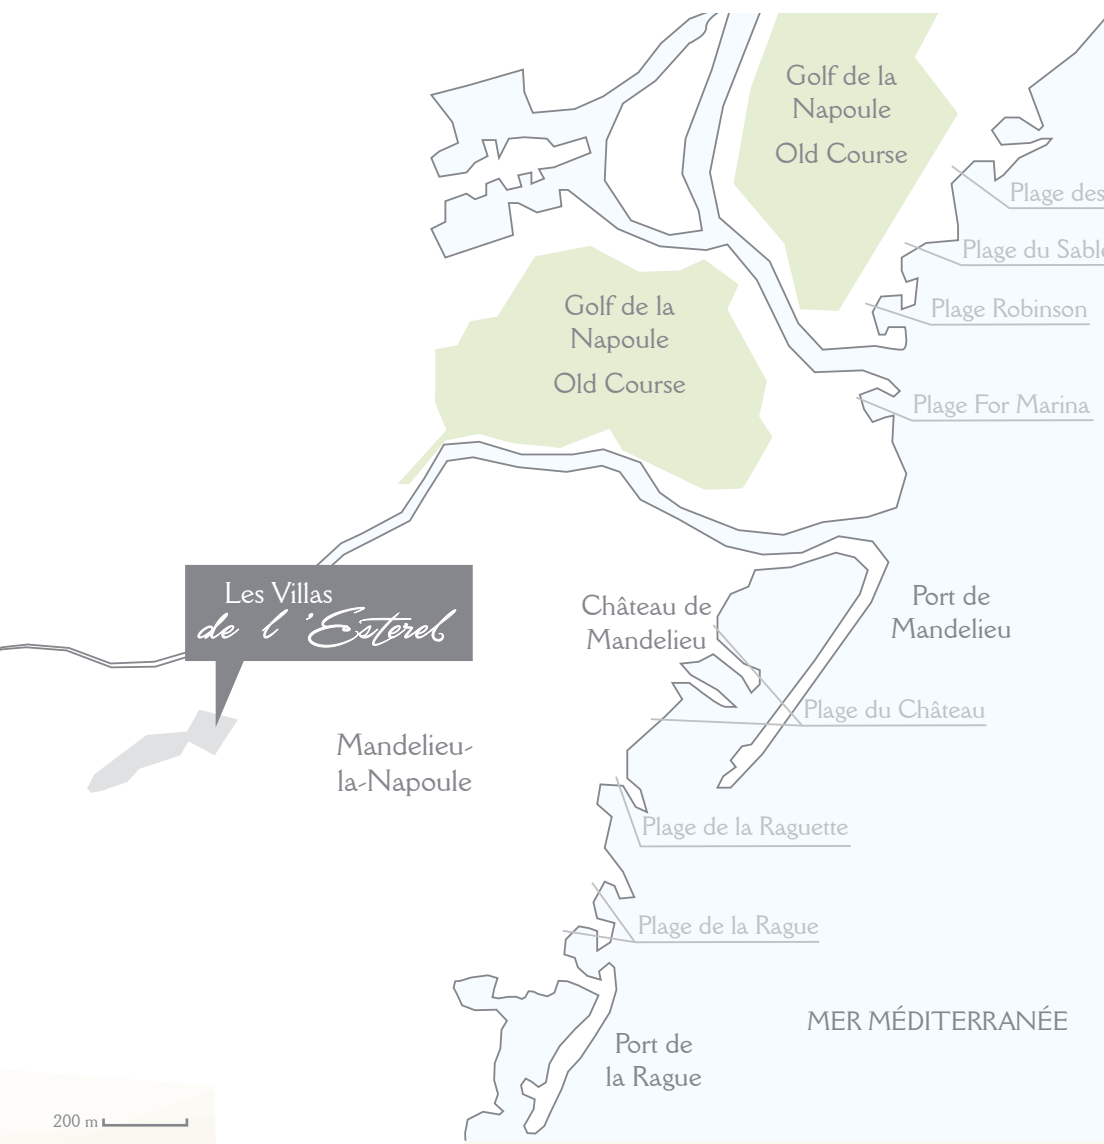 Golf de la
Napoule
Old Course
Plage des
Plage du Sable
Golf de la
Napoule
Old Course
Plage Robinson
Plage For Marina
Les Villas
de l'Esterel
Château de
Mandelieu
Port de
Mandelieu
Plage du Château
Mandelieu-
la-Napoule
Plage de la Raguette
Plage de la Rague
MER MÉDITERRANÉE
Port de
la Rague
200 m